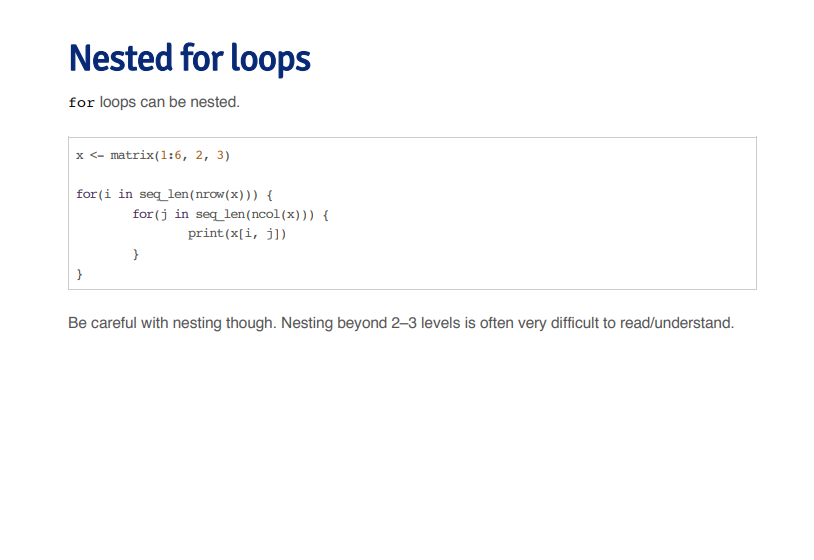 Nested for loops
for loops can be nested.
x <- matrix(1:6, 2, 3)
for(i in seq_len(nrow(x))) {
        for(j in seq_len(ncol(x))) {
                print(x[i, j])
        }
}
Be careful with nesting though. Nesting beyond 2–3 levels is often very difficult to read/understand.